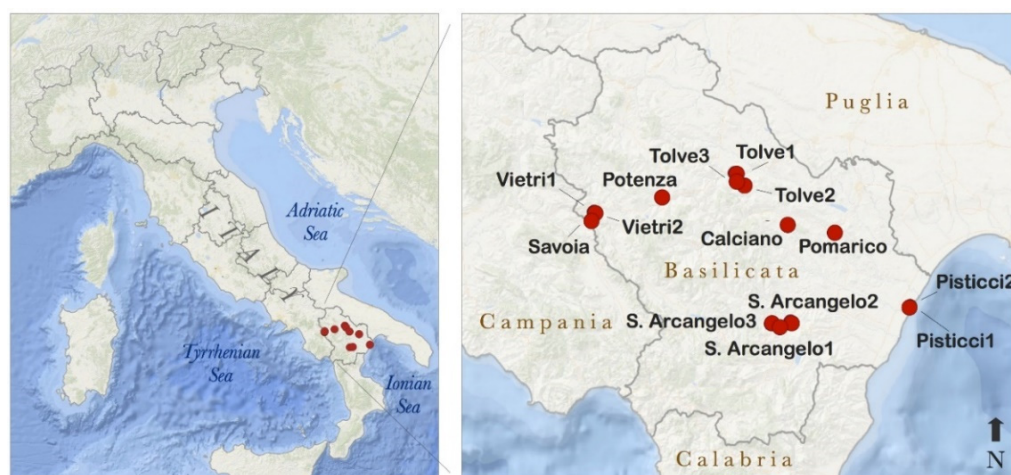 ITALY
Adriatic
Sea
Tyrrhenian
Sea
Ionian
Sea
Puglia
Tolve1
Tolve3
Vietri1
Potenza
Tolve2
Vietri2
Savoia
Calciano
Pomarico
Basilicata
Pisticci2
S. Arcangelo2
Campania
S. Arcangelo3
Pisticci1
S. Arcangelo1
Calabria
N